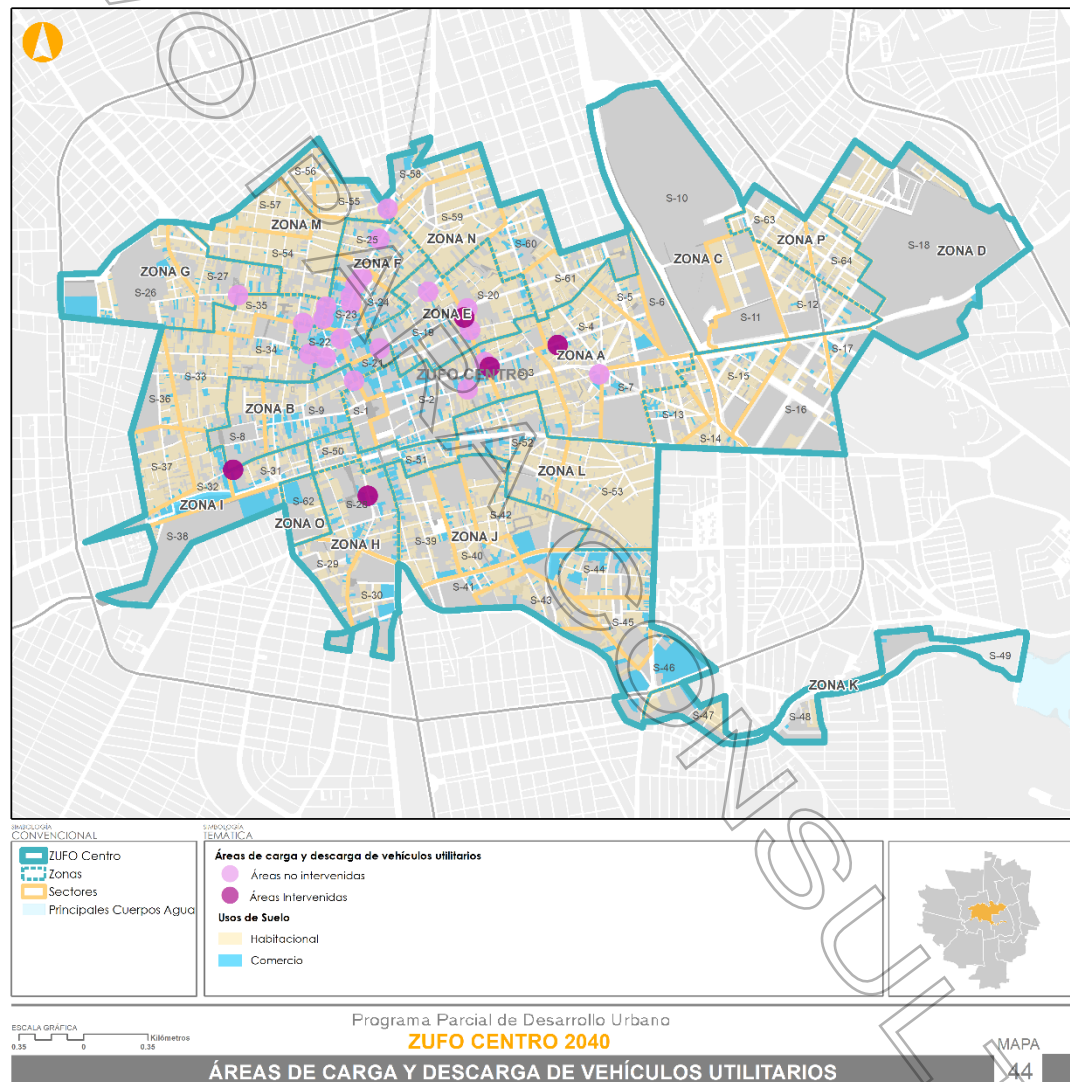 S-56
S-58
S-57
S-55
S-59
S-10
S-63
ZONA M
ZONA N
ZONA P
S-25
S-60
S-18
ZONA D
S-54
ZONA C
S-64
ZONA G
ZONA F
S-27
S-61
S-26
S-35
S-24
S-20
S-5
S-6
S-12
S-23
ZONA E
S-11
S-4
S-19
S-22
S-34
S-21
ZONA A
S-17
ZUFO CENTRO
S-3
S-33
S-15
S-7
S-36
S-2
ZONA B
S-9
S-1
S-16
S-13
S-8
S-14
S-50
S-52
S-51
S-37
S-31
ZONA L
S-32
S-53
ZONA I
S-62
S-28
S-42
ZONA O
S-38
S-39
ZONA J
ZONA H
S-40
S-29
S-44
S-41
S-30
S-43
S-45
S-49
S-46
ZONA K
S-47
S-48
DOCUMENTO DE CONSULTA
SIMBOLOGÍA
CONVENCIONAL
ZUFO Centro
Zonas
Sectores
Principales Cuerpos Agua
SIMBOLOGÍA
TEMÁTICA
Áreas de carga y descarga de vehículos utilitarios
Áreas no intervenidas
Áreas Intervenidas
Usos de Suelo
Habitacional
Comercio
ESCALA GRÁFICA
0.35 0 0.35 Kilómetros
Programa Parcial de Desarrollo Urbano
ZUFO CENTRO 2040
MAPA
ÁREAS DE CARGA Y DESCARGA DE VEHÍCULOS UTILITARIOS 44